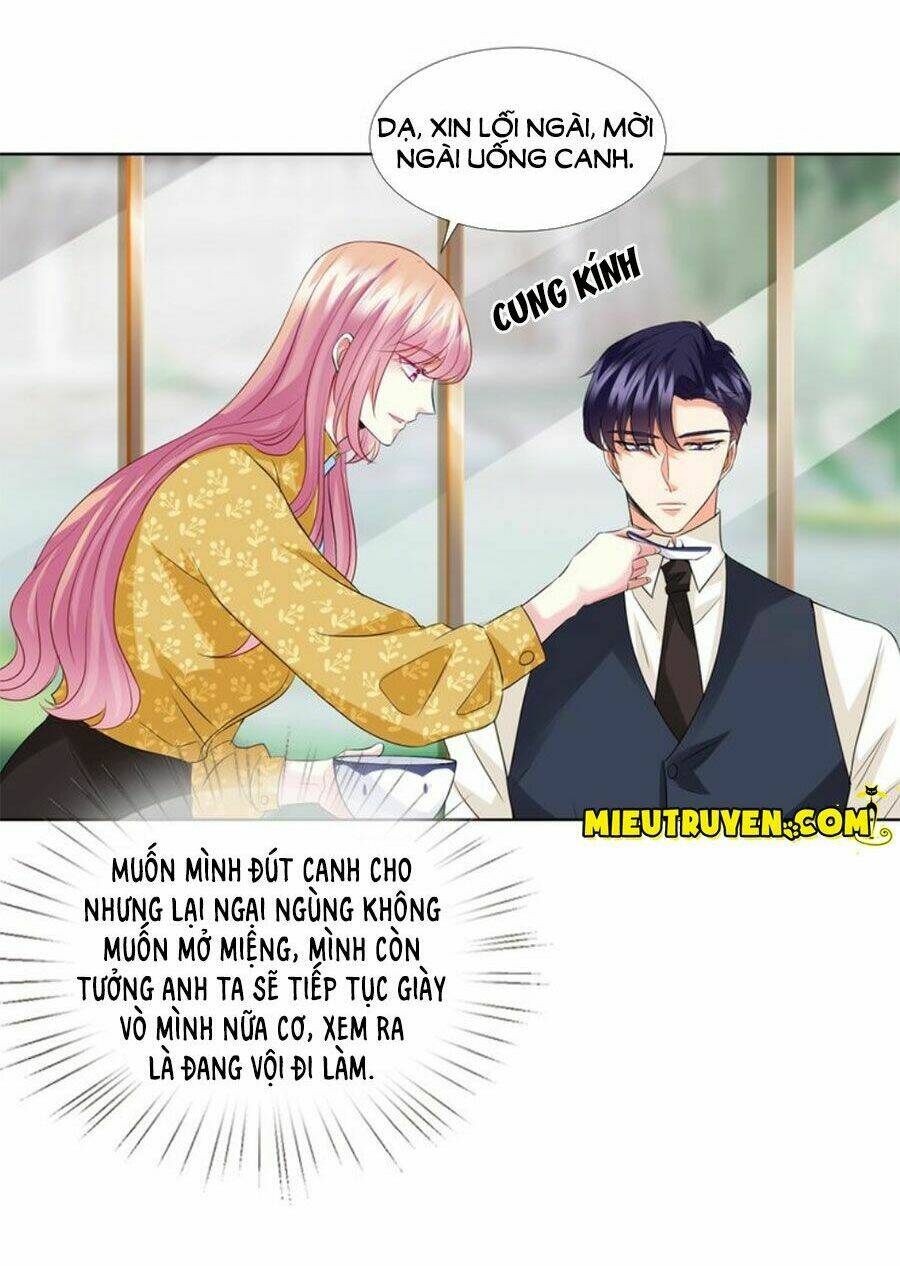 DẠ, XIN LỖI NGÀI, MỜI
NGÀI UỐNG CANH.
CUNG KÍNH
MIEUTRUYEN.COM
MUỐN MÌNH ĐÚT CANH CHO
NHƯNG LẠI NGẠI NGÙNG KHÔNG
MUỐN MỞ MIỆNG, MÌNH CÒN
TƯỞNG ANH TA SẼ TIẾP TỤC GIÀY
VÒ MÌNH NỮA CƠ, XEM RA
LÀ ĐANG VỘI ĐI LÀM.